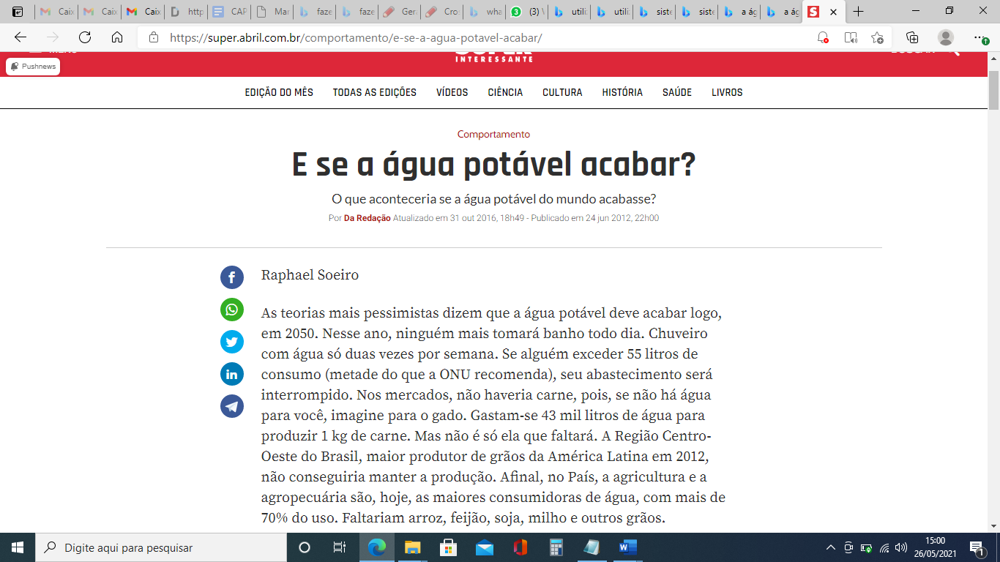 Caix
Caix
Caix
http
CAP
Mar
faze
faze
Gera
Cro
wha
(3) V
utiliz
utiliz
siste
siste
a ág
a ág
https://super.abril.com.br/comportamento/e-se-a-agua-potavel-acabar/
INTERESSANTE
Pushnews
EDIÇÃO DO MÊS TODAS AS EDIÇÕES VÍDEOS CIÊNCIA CULTURA HISTÓRIA SAÚDE LIVROS
Comportamento
E se a água potável acabar?
O que aconteceria se a água potável do mundo acabasse?
Por Da Redação Atualizado em 31 out 2016, 18h49 - Publicado em 24 jun 2012, 22h00
Raphael Soeiro
As teorias mais pessimistas dizem que a água potável deve acabar logo,
em 2050. Nesse ano, ninguém mais tomará banho todo dia. Chuveiro
com água só duas vezes por semana. Se alguém exceder 55 litros de
consumo (metade do que a ONU recomenda), seu abastecimento será
interrompido. Nos mercados, não haveria carne, pois, se não há água
para você, imagine para o gado. Gastam-se 43 mil litros de água para
produzir 1 kg de carne. Mas não é só ela que faltará. A Região Centro-
Oeste do Brasil, maior produtor de grãos da América Latina em 2012,
não conseguiria manter a produção. Afinal, no País, a agricultura e a
agropecuária são, hoje, as maiores consumidoras de água, com mais de
70% do uso. Faltariam arroz, feijão, soja, milho e outros grãos.
Digite aqui para pesquisar
15:00
26/05/2021